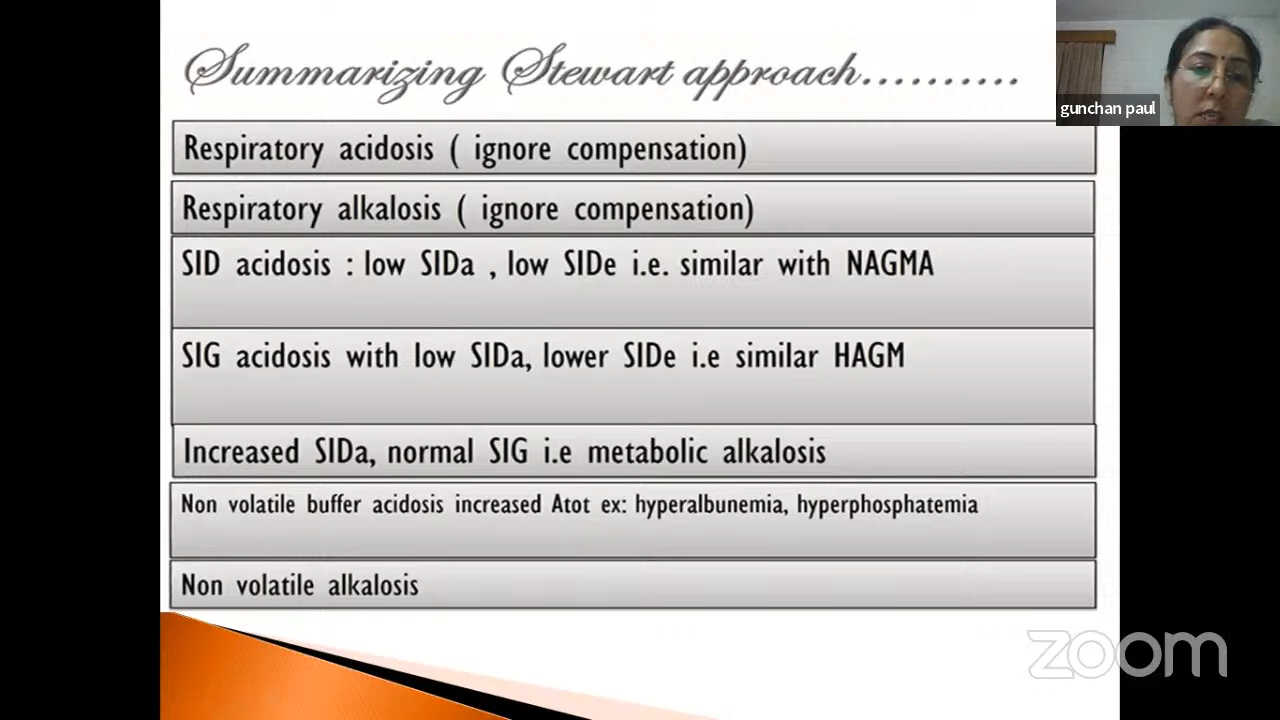 Summarizing Stewart approach..........
gunchan paul
Respiratory acidosis ( ignore compensation)
Respiratory alkalosis ( ignore compensation)
SID acidosis : low SIDa , low SIDe i.e. similar with NAGMA
SIG acidosis with low SIDa, lower SIDe i.e similar HAGM
Increased SIDa, normal SIG i.e metabolic alkalosis
Non volatile buffer acidosis increased Atot ex: hyperalbunemia, hyperphosphatemia
Non volatile alkalosis
zoom